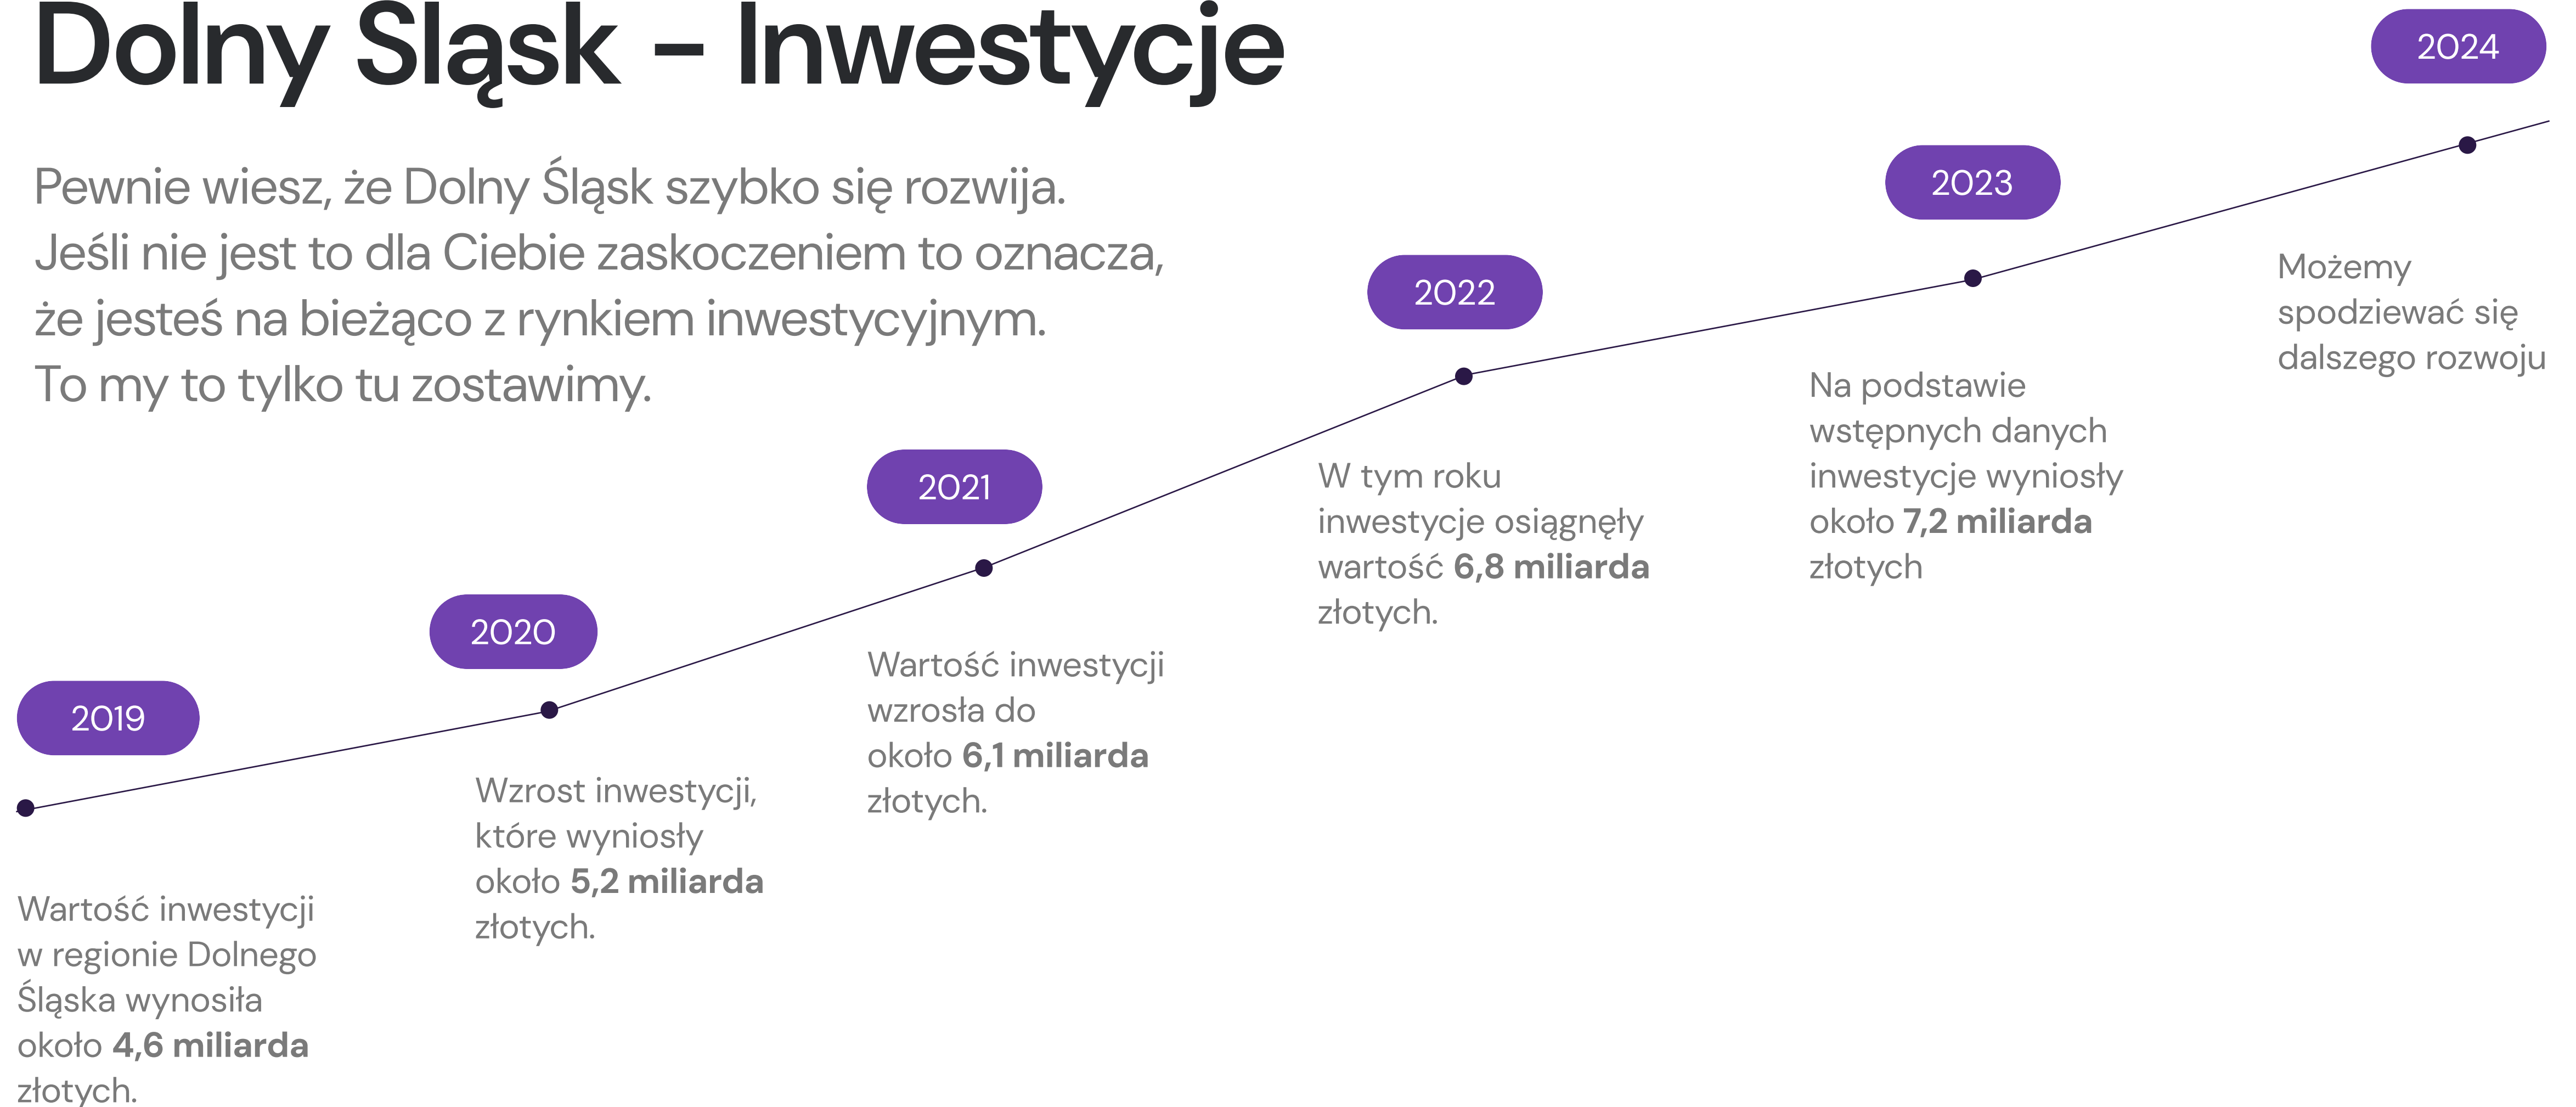 Dolny Śląsk – Inwestycje
Pewnie wiesz, że Dolny Śląsk szybko się rozwija.
Jeśli nie jest to dla Ciebie zaskoczeniem to oznacza,
że jesteś na bieżąco z rynkiem inwestycyjnym.
To my to tylko tu zostawimy.
2019
Wartość inwestycji
w regionie Dolnego
Śląska wynosiła
około 4,6 miliarda
złotych.
2020
Wzrost inwestycji,
które wyniosły
około 5,2 miliarda
złotych.
2021
Wartość inwestycji
wzrosła do
około 6,1 miliarda
złotych.
2022
W tym roku
inwestycje osiągnęły
wartość 6,8 miliarda
złotych.
2023
Na podstawie
wstępnych danych
inwestycje wyniosły
około 7,2 miliarda
złotych
2024
Możemy
spodziewać się
dalszego rozwoju